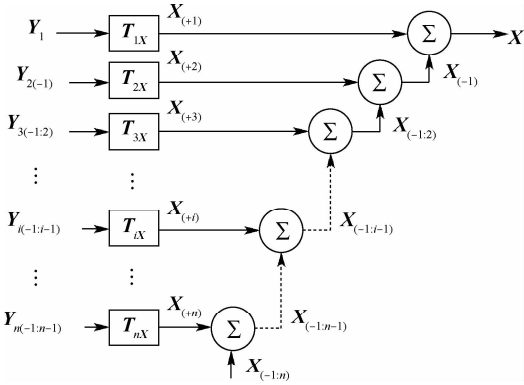 Y₁ T₁X X₍₊₁₎ Σ X
Y₂₍₋₁₎ T₂X X₍₊₂₎ Σ X₍₋₁₎
Y₃₍₋₁:₂₎ T₃X X₍₊₃₎ Σ X₍₋₁:₂₎
⋮ ⋮
Yi(−1:i−1) TiX X(+i) Σ X(−1:i−1)
⋮ ⋮
Yn(−1:n−1) TnX X(+n) Σ X(−1:n−1)
X(−1:n)